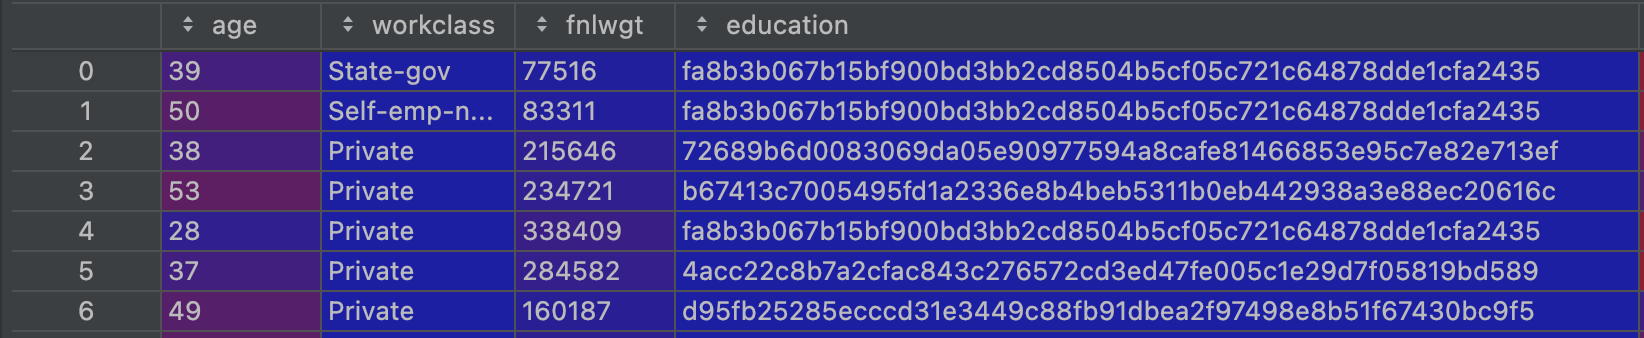 age workclass fnlwgt education
0 39 State-gov 77516 fa8b3b067b15bf900bd3bb2cd8504b5cf05c721c64878dde1cfa2435
1 50 Self-emp-n... 83311 fa8b3b067b15bf900bd3bb2cd8504b5cf05c721c64878dde1cfa2435
2 38 Private 215646 72689b6d0083069da05e90977594a8cafe81466853e95c7e82e713ef
3 53 Private 234721 b67413c7005495fd1a2336e8b4beb5311b0eb442938a3e88ec20616c
4 28 Private 338409 fa8b3b067b15bf900bd3bb2cd8504b5cf05c721c64878dde1cfa2435
5 37 Private 284582 4acc22c8b7a2cfac843c276572cd3ed47fe005c1e29d7f05819bd589
6 49 Private 160187 d95fb25285ecccd31e3449c88fb91dbea2f97498e8b51f67430bc9f5